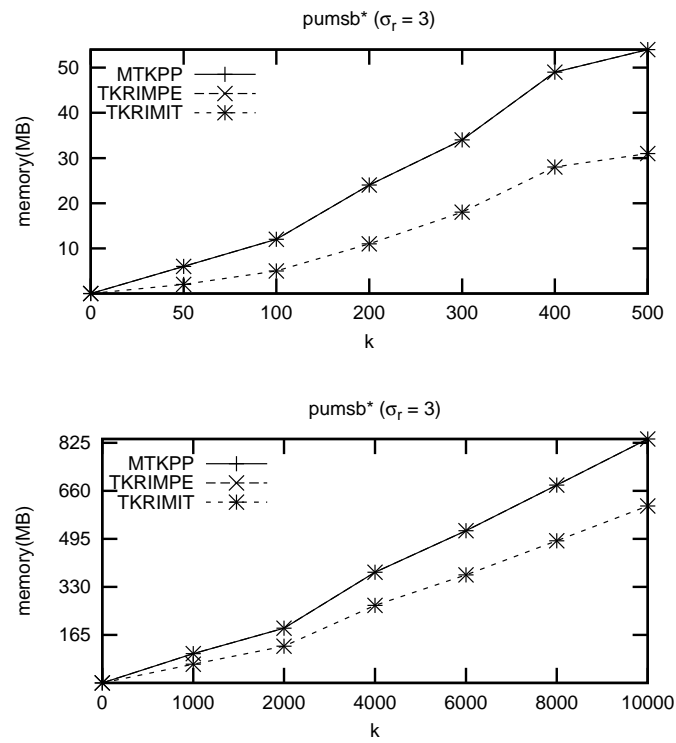 pumsb* (σr = 3)
MTKPP
TKRIMPE
TKRIMIT
memory(MB)
50
40
30
20
10
0 50 100 200 300 400 500
k
pumsb* (σr = 3)
MTKPP
TKRIMPE
TKRIMIT
memory(MB)
825
660
495
330
165
0 1000 2000 4000 6000 8000 10000
k